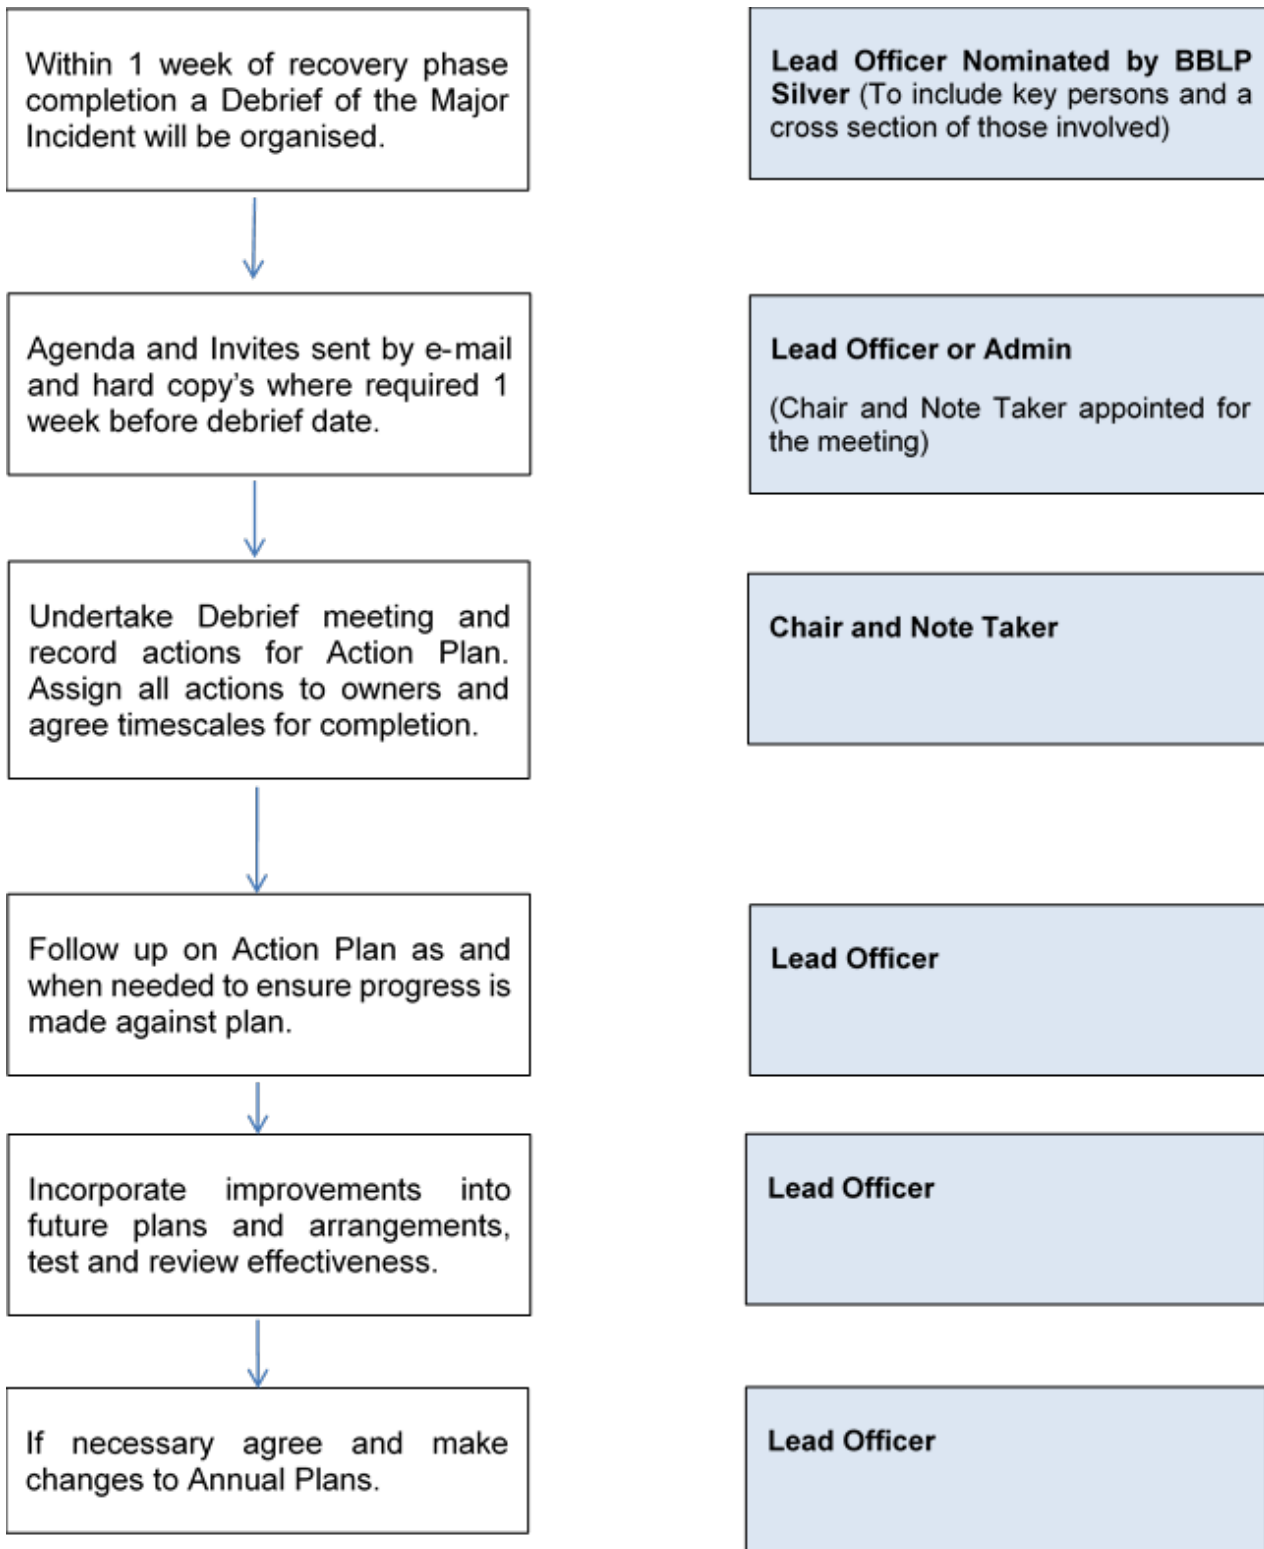 Within 1 week of recovery phase
completion a Debrief of the Major
Incident will be organised.
Lead Officer Nominated by BBLP
Silver (To include key persons and a
cross section of those involved)
Agenda and Invites sent by e-mail
and hard copy’s where required 1
week before debrief date.
Lead Officer or Admin
(Chair and Note Taker appointed for
the meeting)
Undertake Debrief meeting and
record actions for Action Plan.
Assign all actions to owners and
agree timescales for completion.
Chair and Note Taker
Follow up on Action Plan as and
when needed to ensure progress is
made against plan.
Lead Officer
Incorporate improvements into
future plans and arrangements,
test and review effectiveness.
Lead Officer
If necessary agree and make
changes to Annual Plans.
Lead Officer